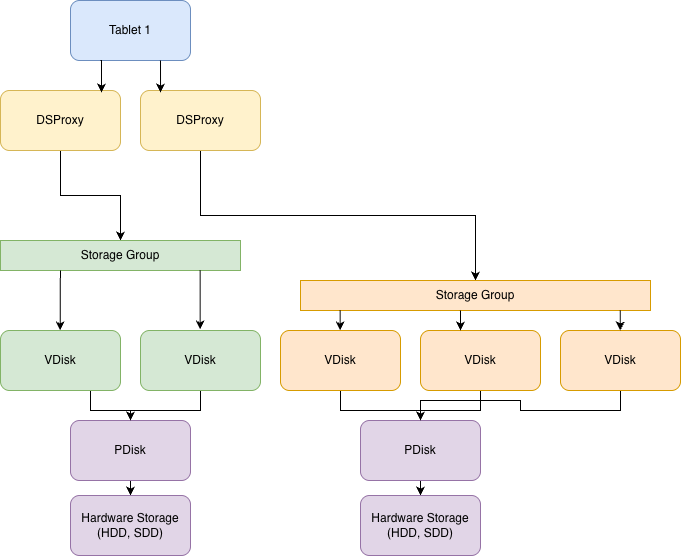 Tablet 1
DSProxy
DSProxy
Storage Group
Storage Group
VDisk
VDisk
VDisk
VDisk
VDisk
PDisk
PDisk
Hardware Storage
(HDD, SDD)
Hardware Storage
(HDD, SDD)